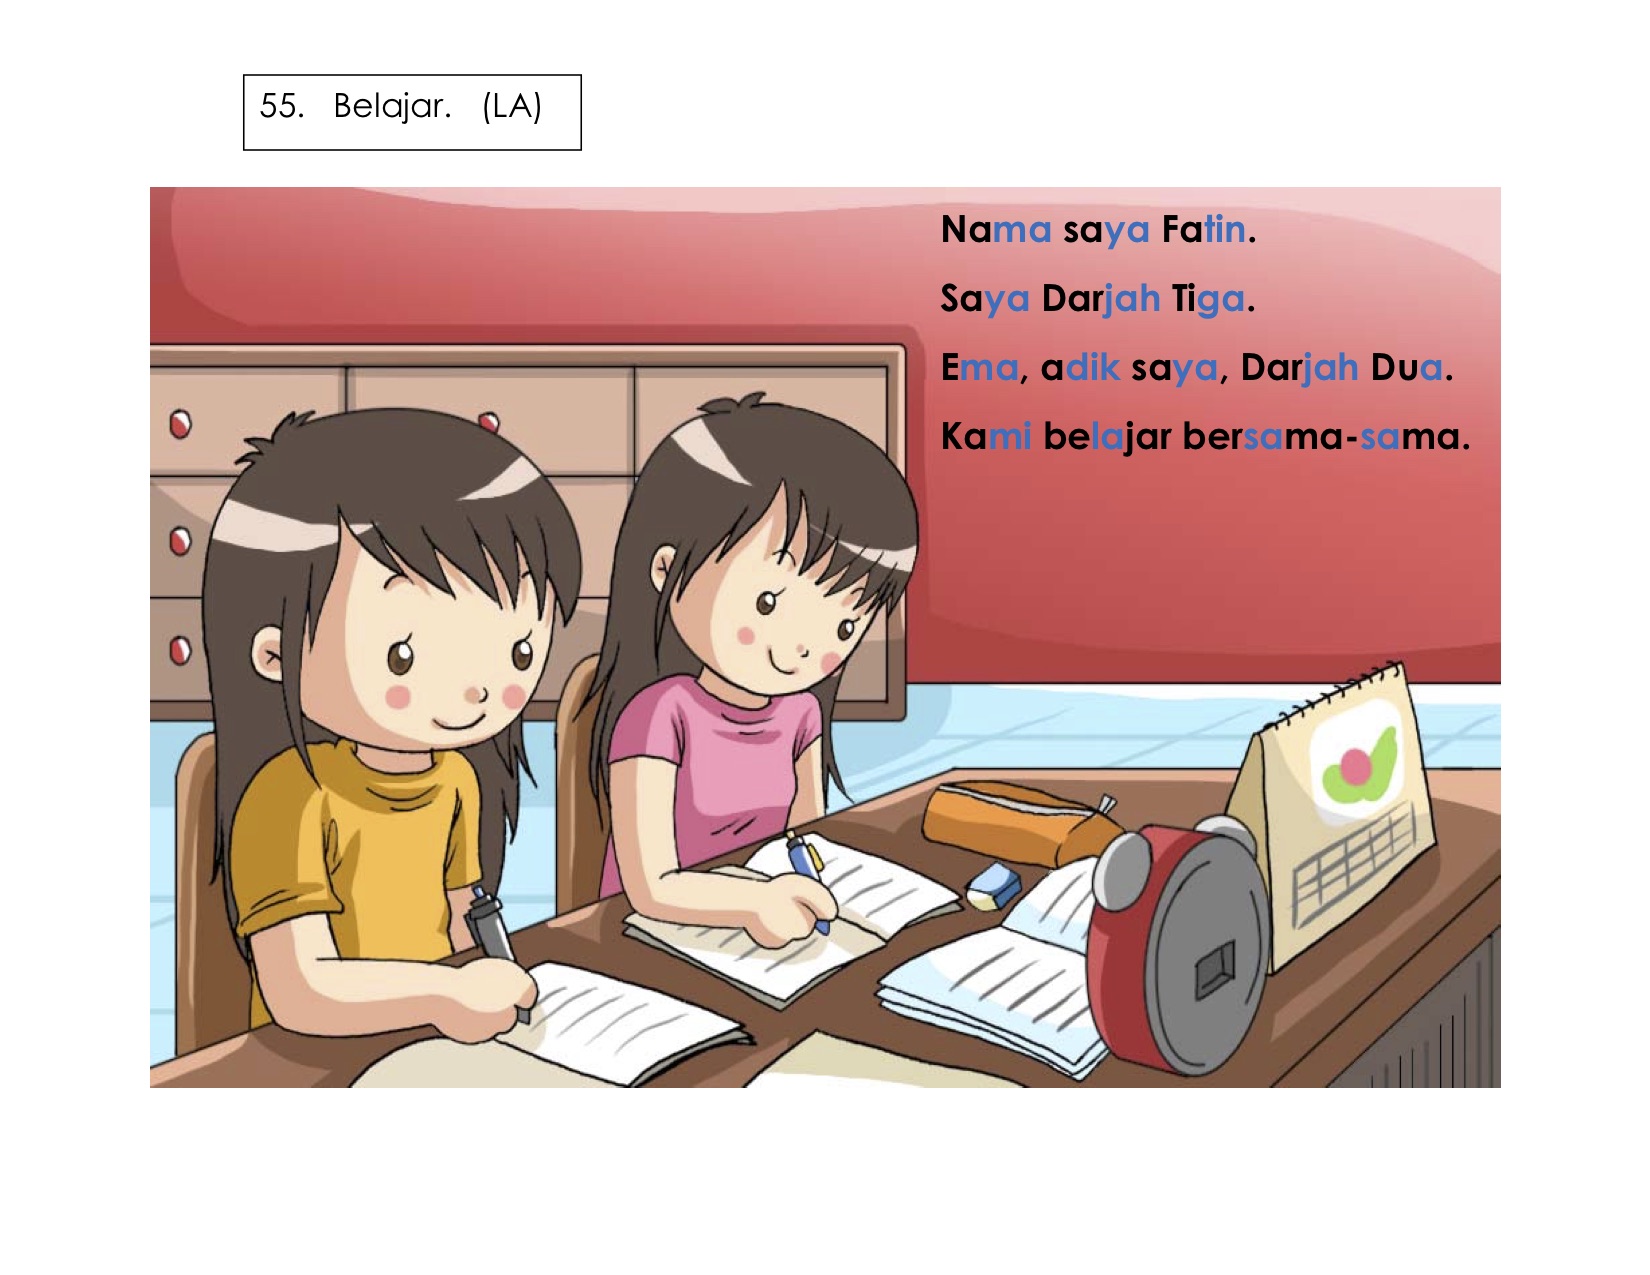 55. Belajar. (LA)
Nama saya Fatin.
Saya Darjah Tiga.
Ema, adik saya, Darjah Dua.
Kami belajar bersama-sama.